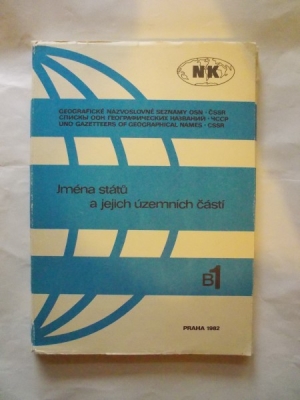 NK
GEOGRAFICKÉ NÁZVOSLOVNÉ SEZNAMY OSN - ČSSR
СПИСКИ ООН ГЕОГРАФИЧЕСКИХ НАЗВАНИЙ - ЧССР
UNO GAZETTEERS OF GEOGRAPHICAL NAMES - ČSSR
Jména států
a jejich územních částí
B1
PRAHA 1982